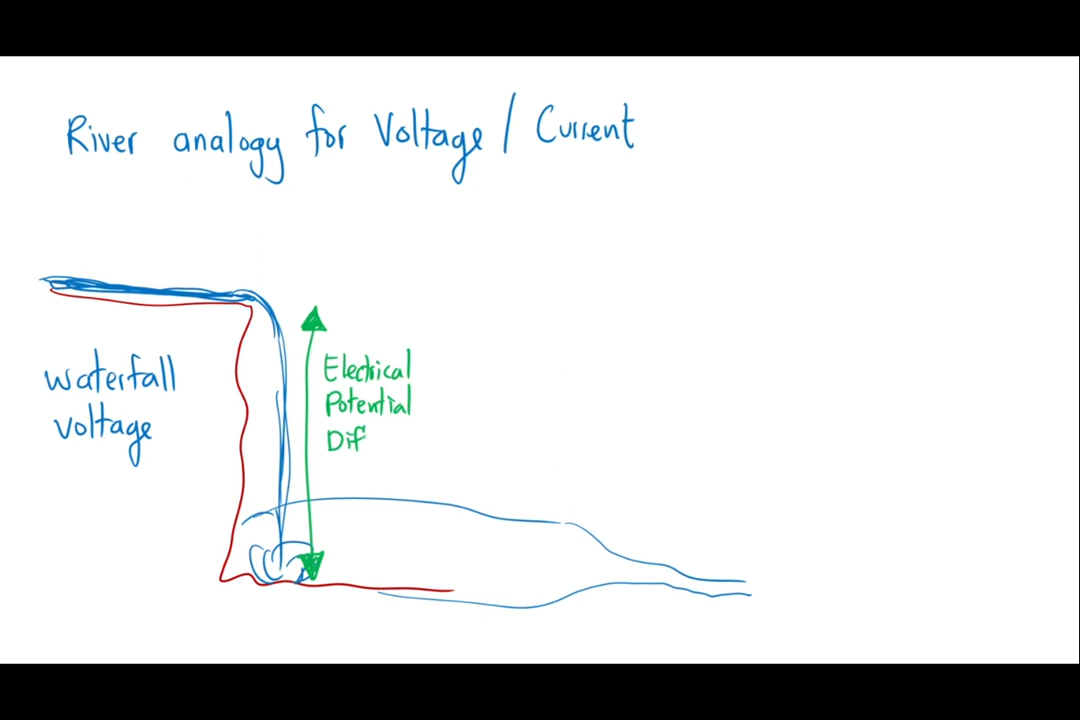 River analogy for Voltage / Current
Waterfall
Voltage
Electrical
Potential
Dif